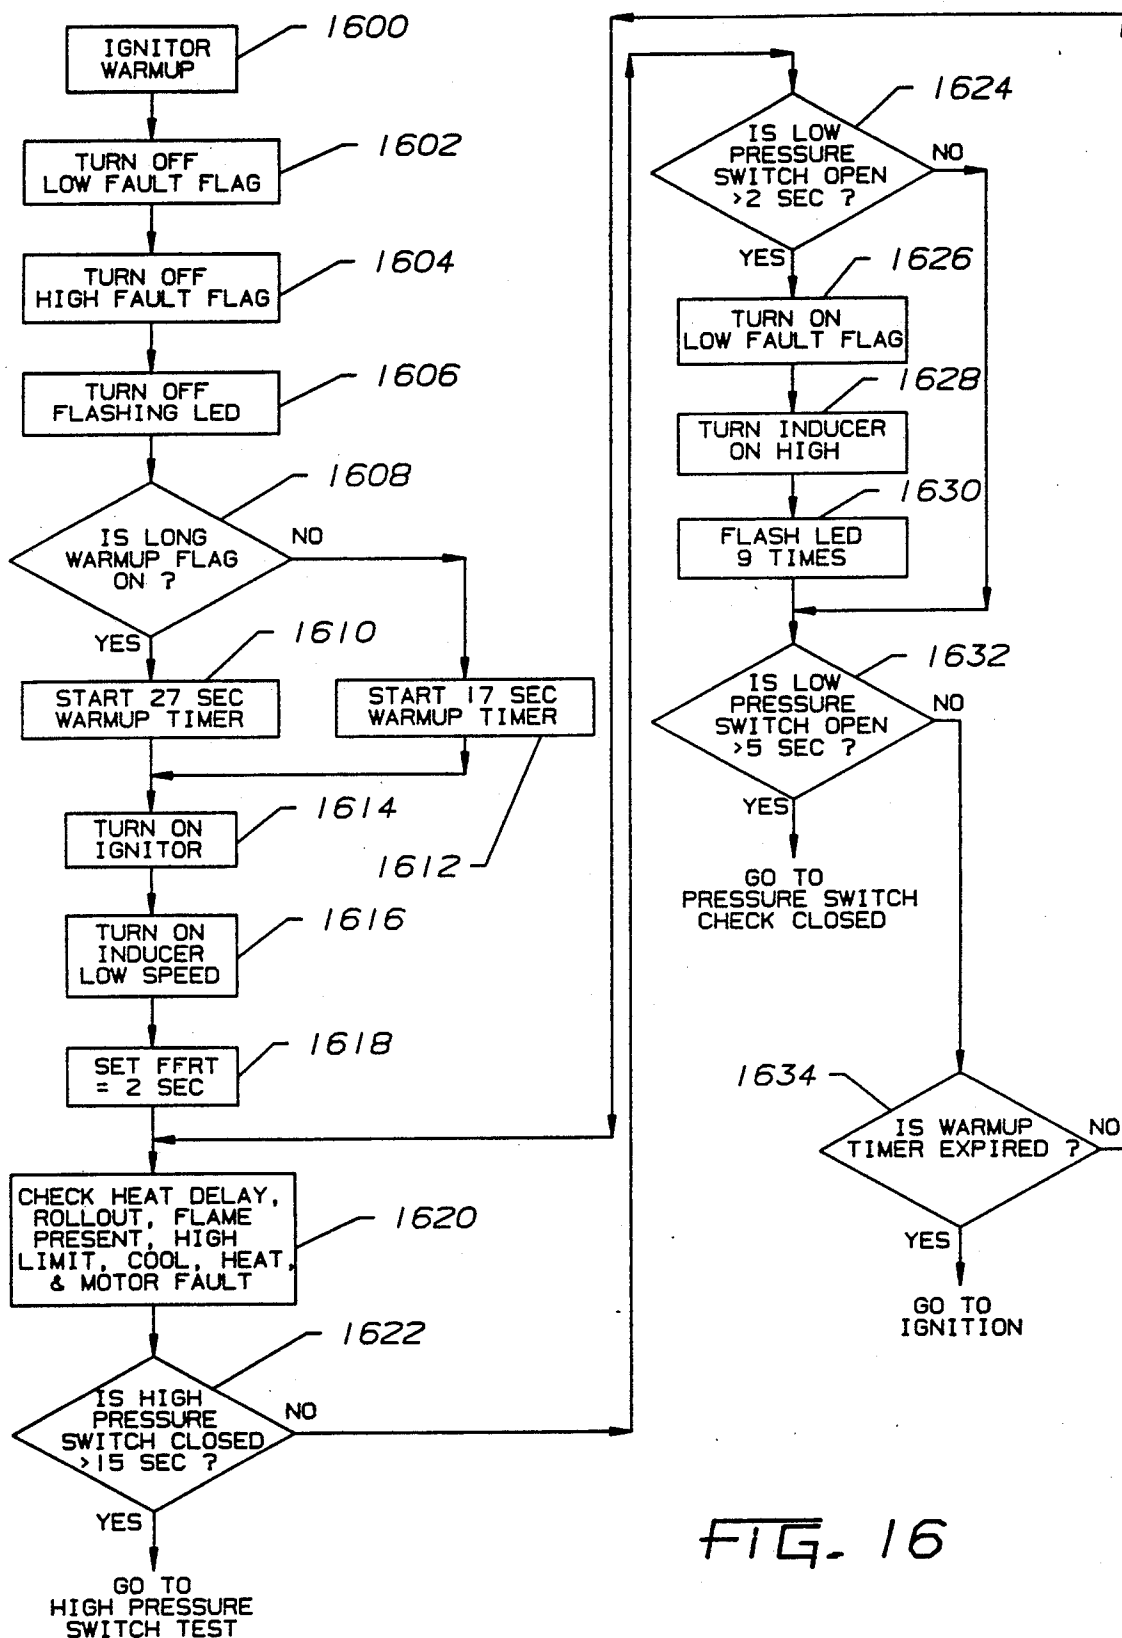 1600
IGNITOR
WARMUP
1602
TURN OFF
LOW FAULT FLAG
1604
TURN OFF
HIGH FAULT FLAG
1606
TURN OFF
FLASHING LED
1608
IS LONG
WARMUP FLAG
ON ?
NO
YES
1610
START 27 SEC
WARMUP TIMER
START 17 SEC
WARMUP TIMER
1612
1614
TURN ON
IGNITOR
1616
TURN ON
INDUCER
LOW SPEED
1618
SET FFRT
= 2 SEC
1620
CHECK HEAT DELAY,
ROLLOUT, FLAME
PRESENT, HIGH
LIMIT, COOL, HEAT,
& MOTOR FAULT
1622
IS HIGH
PRESSURE
SWITCH CLOSED
>15 SEC ?
NO
YES
GO TO
HIGH PRESSURE
SWITCH TEST
1624
IS LOW
PRESSURE
SWITCH OPEN
>2 SEC ?
NO
YES
1626
TURN ON
LOW FAULT FLAG
1628
TURN INDUCER
ON HIGH
1630
FLASH LED
9 TIMES
1632
IS LOW
PRESSURE
SWITCH OPEN
>5 SEC ?
NO
YES
GO TO
PRESSURE SWITCH
CHECK CLOSED
1634
IS WARMUP
TIMER EXPIRED ?
NO
YES
GO TO
IGNITION
FIG. 16